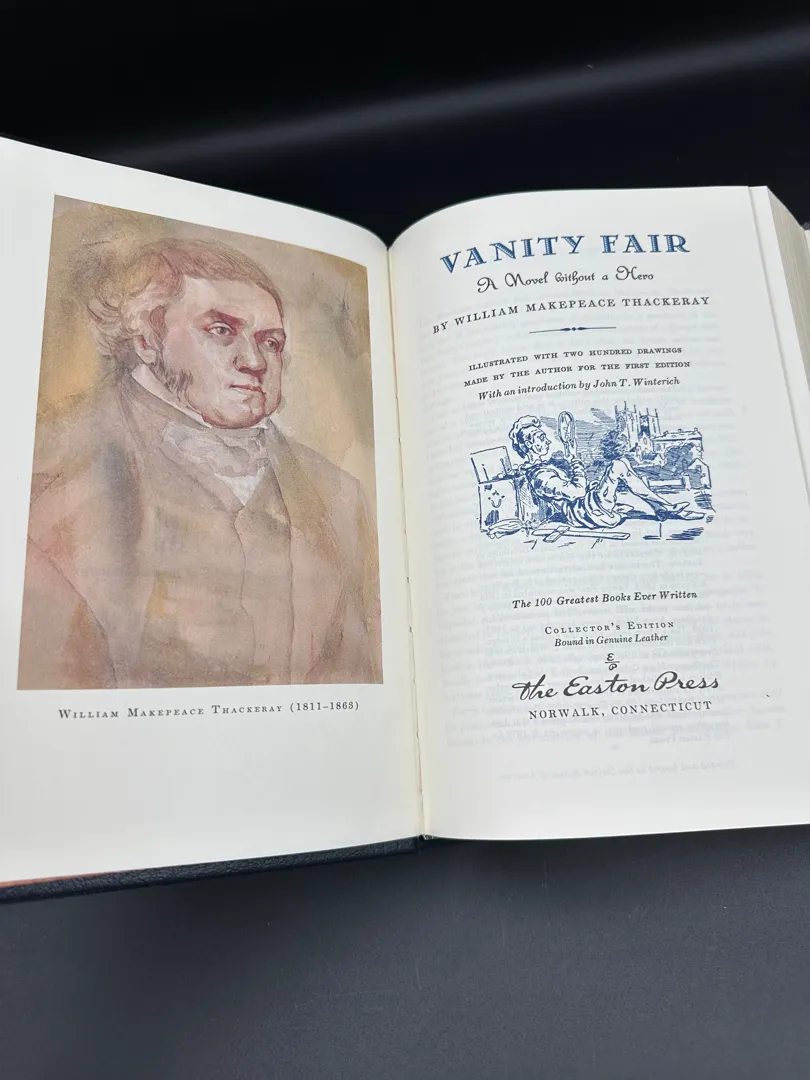 WILLIAM MAKEPEACE THACKERAY (1811–1863)
VANITY FAIR
A Novel without a Hero
BY WILLIAM MAKEPEACE THACKERAY
ILLUSTRATED WITH TWO HUNDRED DRAWINGS
MADE BY THE AUTHOR FOR THE FIRST EDITION
With an introduction by John T. Winterich
The 100 Greatest Books Ever Written
COLLECTOR'S EDITION
Bound in Genuine Leather
E
P
The Easton Press
NORWALK, CONNECTICUT